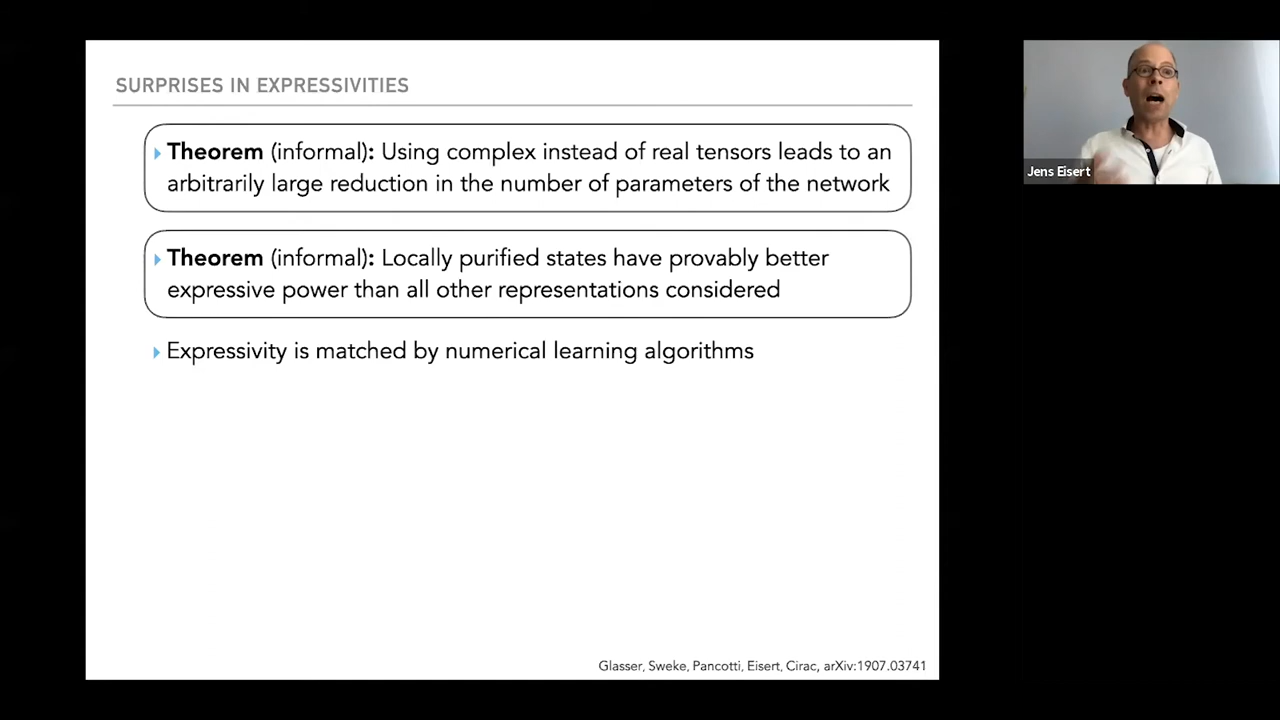 SURPRISES IN EXPRESSIVITIES
Theorem (informal): Using complex instead of real tensors leads to an
arbitrarily large reduction in the number of parameters of the network
Theorem (informal): Locally purified states have provably better
expressive power than all other representations considered
Expressivity is matched by numerical learning algorithms
Glasser, Sweke, Pancotti, Eisert, Cirac, arXiv:1907.03741
Jens Eisert